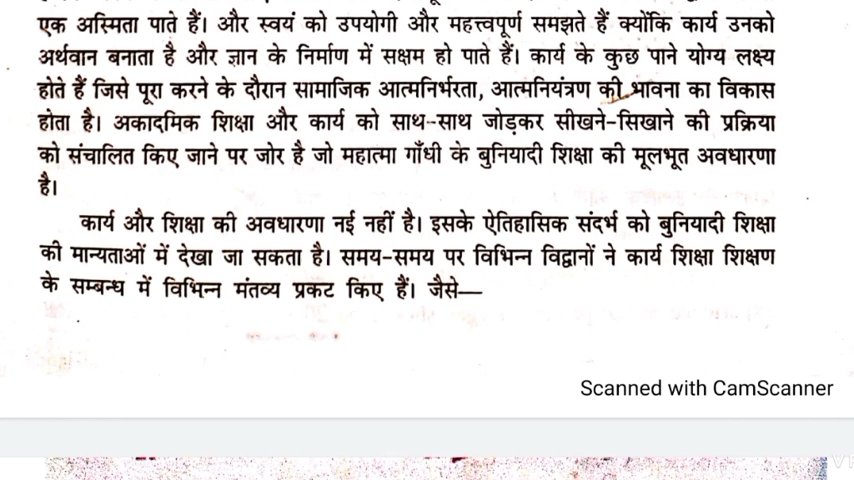 एक अस्मिता पाते हैं। और स्वयं को उपयोगी और महत्त्वपूर्ण समझते हैं क्योंकि कार्य उनको
अर्थवान बनाता है और ज्ञान के निर्माण में सक्षम हो पाते हैं। कार्य के कुछ पाने योग्य लक्ष्य
होते हैं जिसे पूरा करने के दौरान सामाजिक आत्मनिर्भरता, आत्मनियंत्रण की भावना का विकास
होता है। अकादमिक शिक्षा और कार्य को साथ-साथ जोड़कर सीखने-सिखाने की प्रक्रिया
को संचालित किए जाने पर जोर है जो महात्मा गाँधी के बुनियादी शिक्षा की मूलभूत अवधारणा
है।
कार्य और शिक्षा की अवधारणा नई नहीं है। इसके ऐतिहासिक संदर्भ को बुनियादी शिक्षा
की मान्यताओं में देखा जा सकता है। समय-समय पर विभिन्न विद्वानों ने कार्य शिक्षा शिक्षण
के सम्बन्ध में विभिन्न मंतव्य प्रकट किए हैं। जैसे—
Scanned with CamScanner